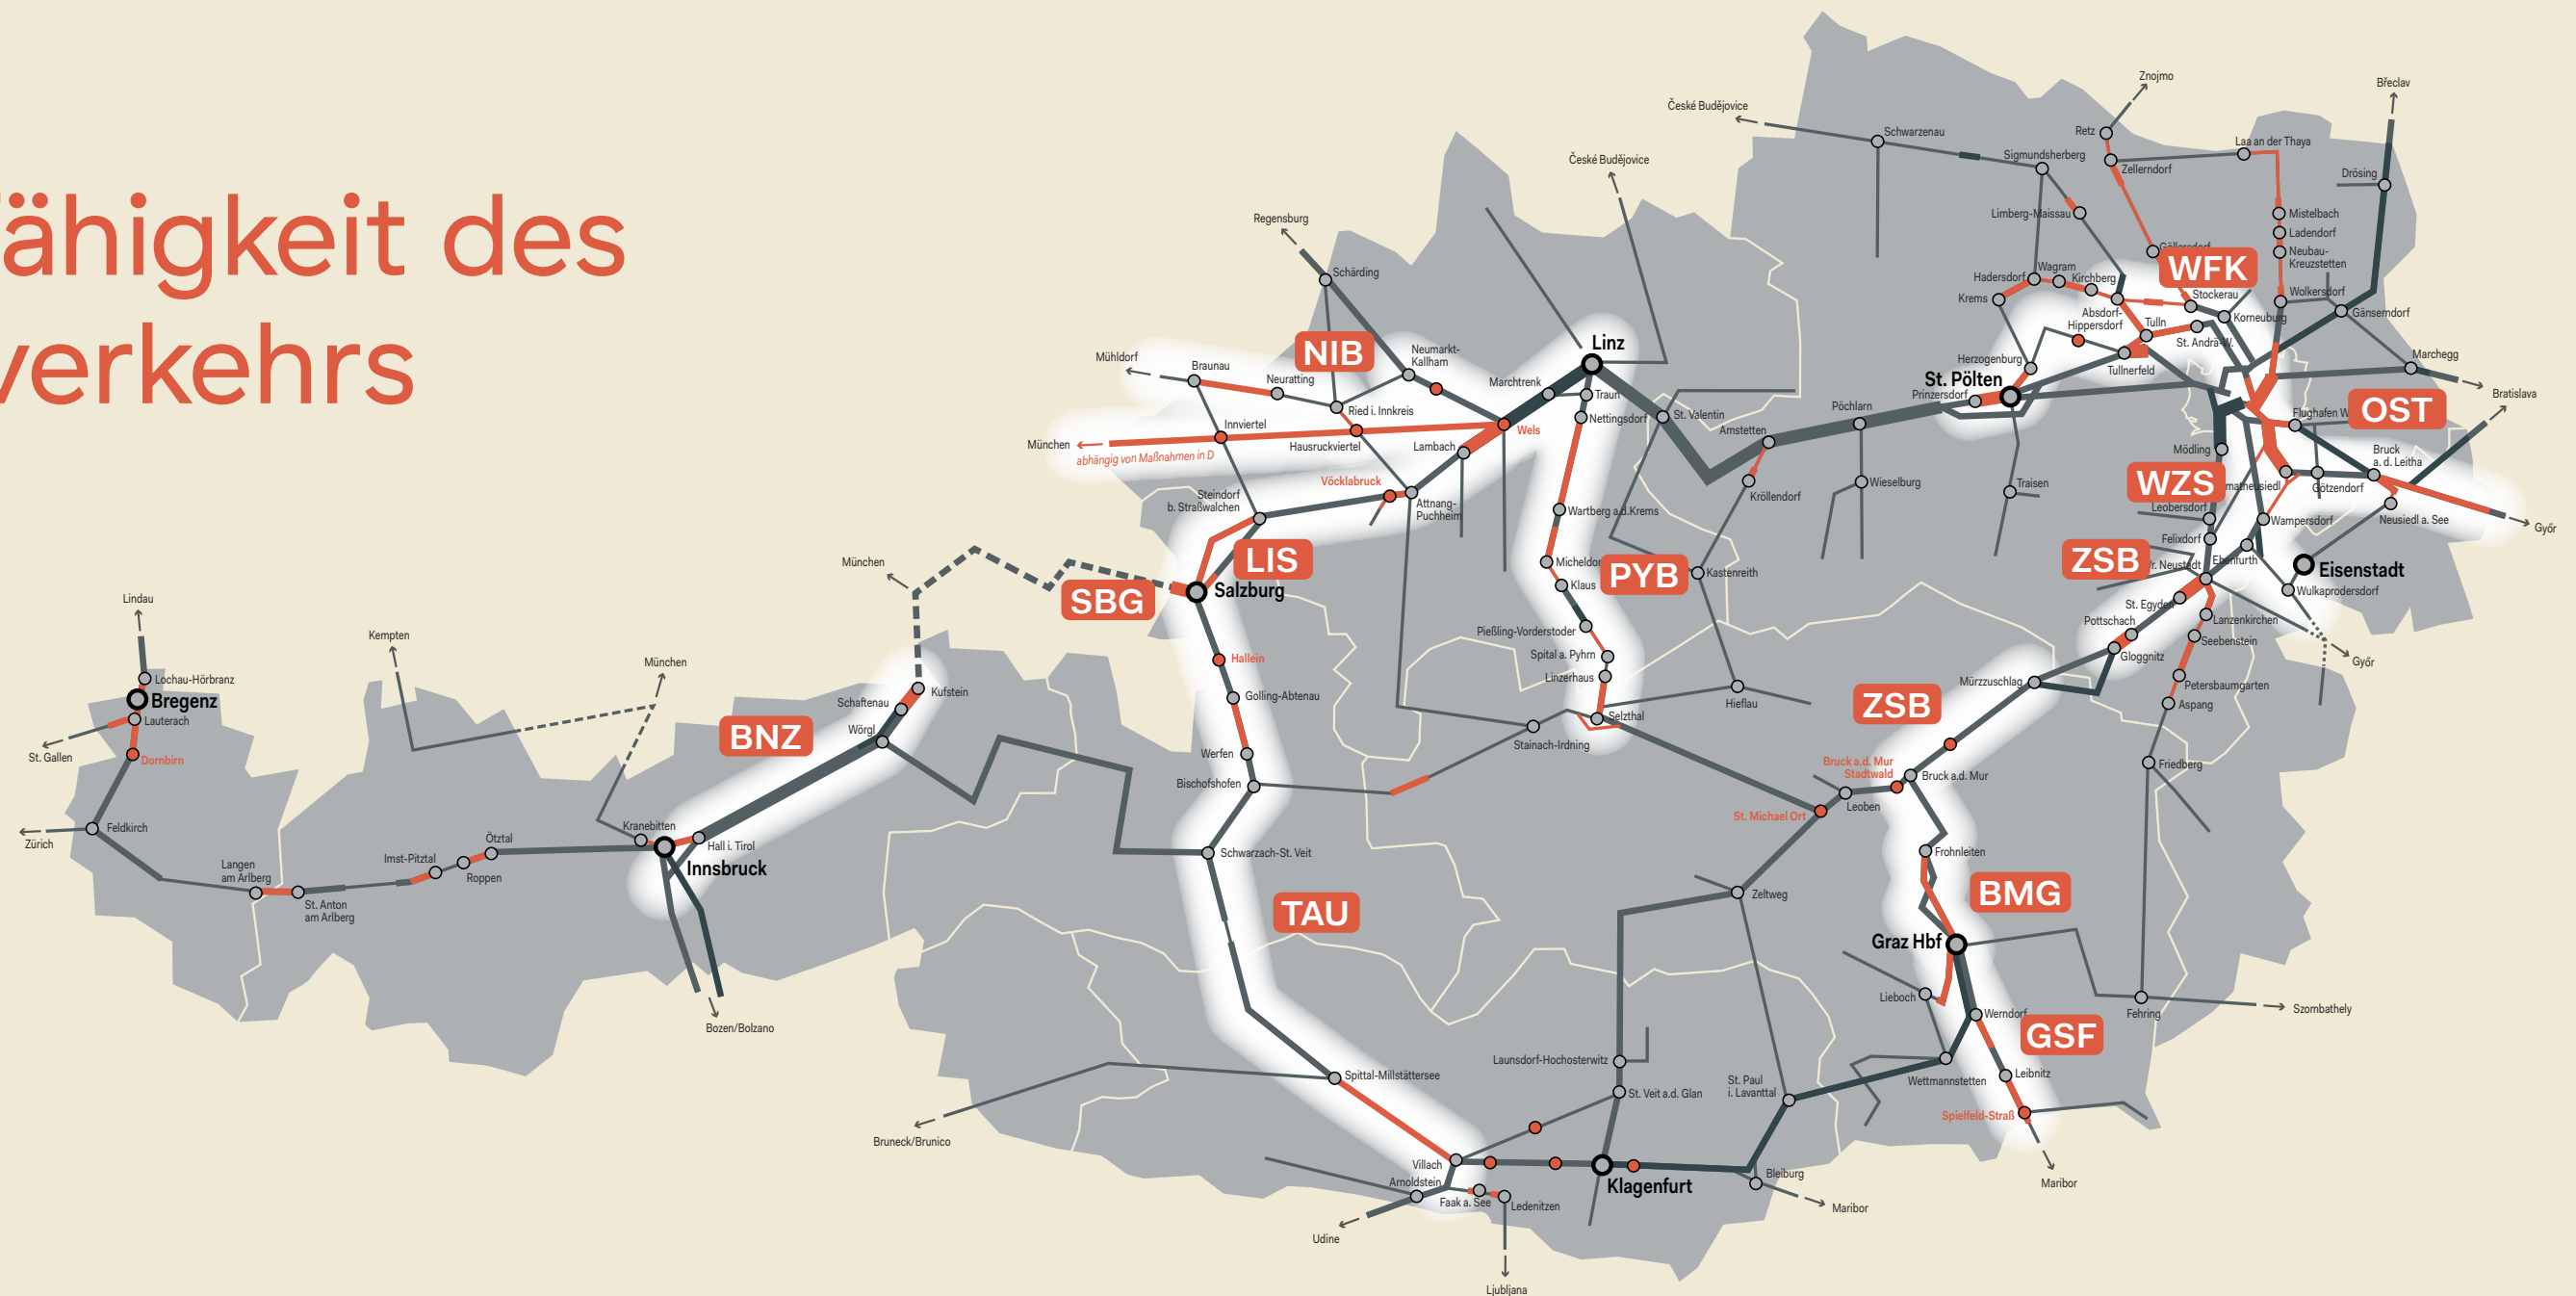 ähigkeit des
verkehrs
Znojmo
Břeclav
České Budějovice
Retz
Schwarzenau
Laa an der Thaya
České Budějovice
Sigmundsherberg
Zellerndorf
Drösing
Regensburg
Limberg-Maissau
Mistelbach
Ladendorf
Neubau-
Kreuzstetten
WFK
Schärding
Hadersdorf
Wagram
Kirchberg
Krems
Stockerau
Wolkersdorf
Absdorf-
Hippersdorf
Tulln
Korneuburg
Gänserndorf
Linz
NIB
St. Andrä-W.
Mühldorf
Braunau
Neumarkt-
Kallham
Herzogenburg
Tullnerfeld
Marchegg
Neuratting
Marchtrenk
Traun
St. Pölten
Prinzersdorf
Bratislava
Ried i. Innkreis
Nettingsdorf
St. Valentin
Pöchlarn
Flughafen W
OST
München
Innviertel
Wels
Amstetten
abhängig von Maßnahmen in D
Hausruckviertel
Lambach
Mödling
Bruck
a. d. Leitha
Vöcklabruck
Kröllendorf
Wieselburg
Traisen
WZS
Götzendorf
Steindorf
b. Straßwalchen
Attnang-
Puchheim
Wartberg a.d.Krems
Leobersdorf
Wampersdorf
Neusiedl a. See
Győr
Felixdorf
LIS
München
Micheldor
PYB
Kastenreith
ZSB
r. Neustadt
Ebenfurth
Eisenstadt
SBG
Salzburg
Klaus
St. Egyden
Wulkaprodersdorf
Lindau
Pottschach
Lanzenkirchen
Kempten
Pießling-Vorderstoder
Seebenstein
München
Hallein
Spital a. Pyhrn
Gloggnitz
Győr
Lochau-Hörbranz
Linzerhaus
Mürzzuschlag
Petersbaumgarten
Bregenz
Kufstein
Golling-Abtenau
Hieflau
Aspang
Schaftenau
ZSB
Lauterach
Wörgl
Selzthal
BNZ
St. Gallen
Dornbirn
Werfen
Stainach-Irdning
Bruck a.d. Mur
Stadtwald
Bruck a.d. Mur
Friedberg
Bischofshofen
Leoben
St. Michael Ort
Feldkirch
Zürich
Kranebitten
Ötztal
Hall i. Tirol
Schwarzach-St. Veit
Frohnleiten
Imst-Pitztal
Langen
am Arlberg
Roppen
Innsbruck
St. Anton
am Arlberg
TAU
Zeltweg
BMG
Graz Hbf
Lieboch
Bozen/Bolzano
Werndorf
GSF
Fehring
Szombathely
Launsdorf-Hochosterwitz
Spittal-Millstättersee
St. Veit a.d. Glan
St. Paul
i. Lavanttal
Wettmannstetten
Leibnitz
Spielfeld-Straß
Bruneck/Brunico
Villach
Arnoldstein
Bleiburg
Maribor
Klagenfurt
Faak a. See
Ledenitzen
Maribor
Udine
Ljubljana